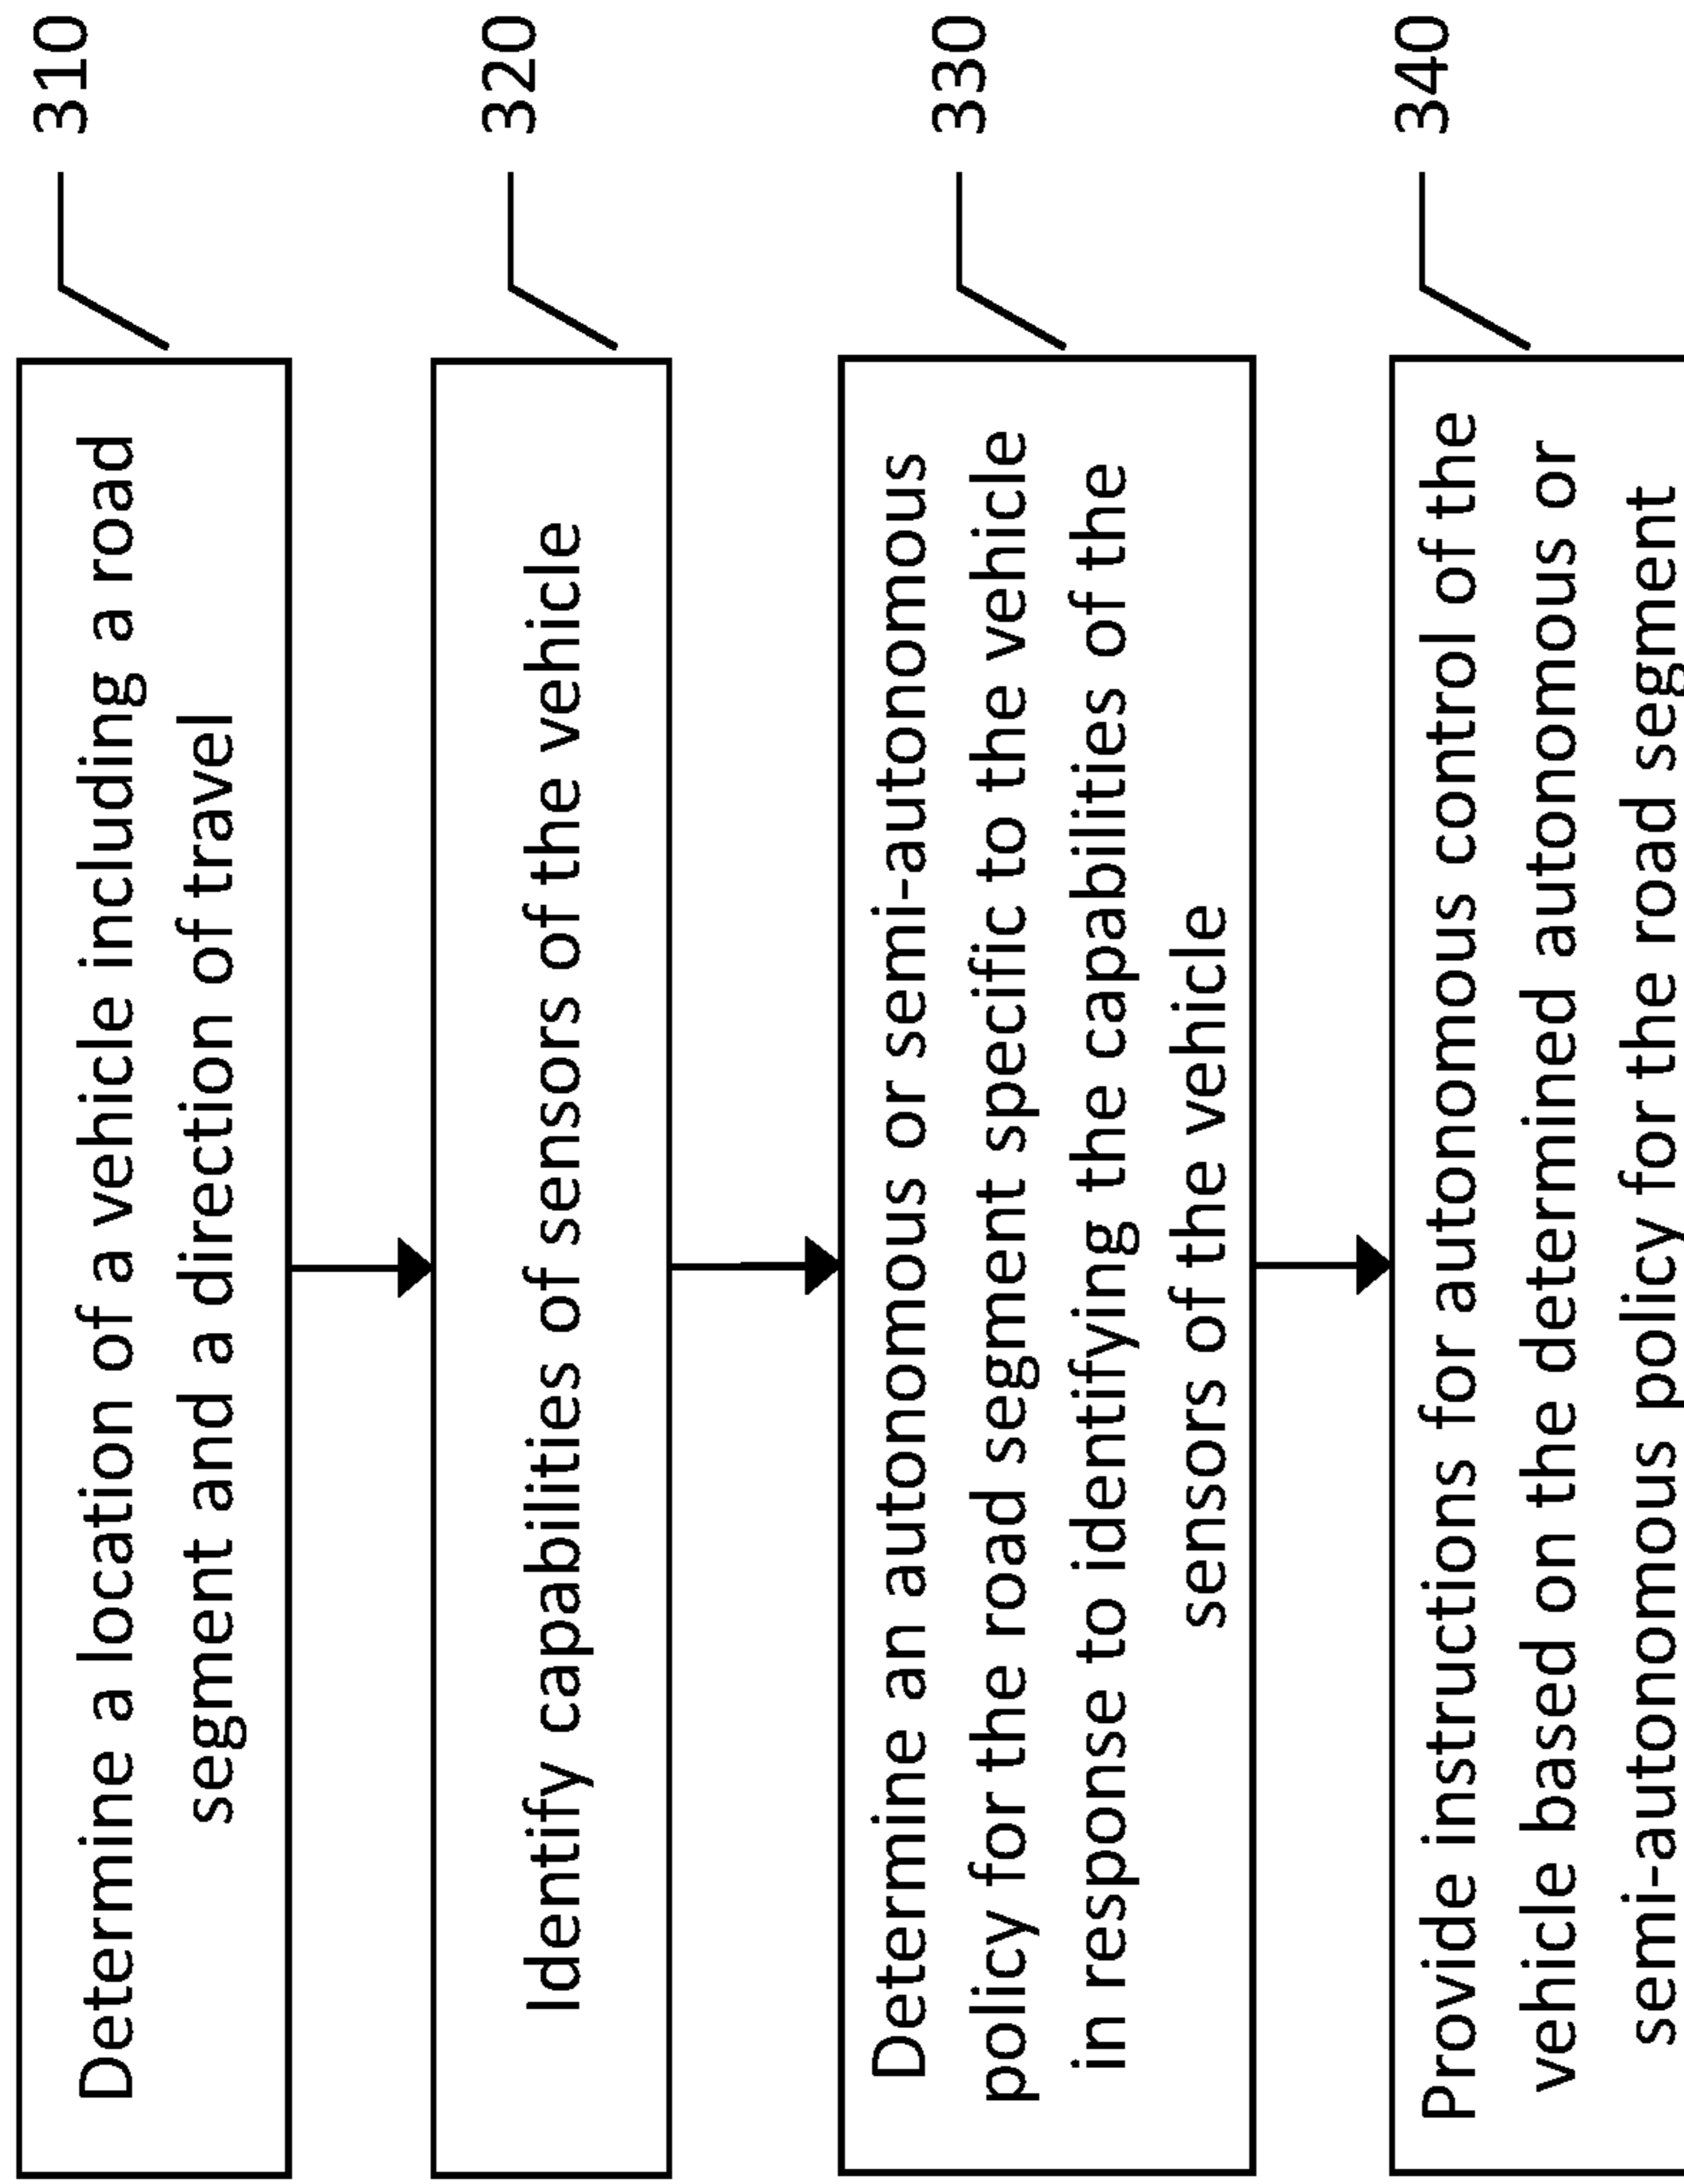 Determine a location of a vehicle including a road
segment and a direction of travel
310
Identify capabilities of sensors of the vehicle
320
Determine an autonomous or semi-autonomous
policy for the road segment specific to the vehicle
in response to identifying the capabilities of the
sensors of the vehicle
330
Provide instructions for autonomous control of the
vehicle based on the determined autonomous or
semi-autonomous policy for the road segment
340